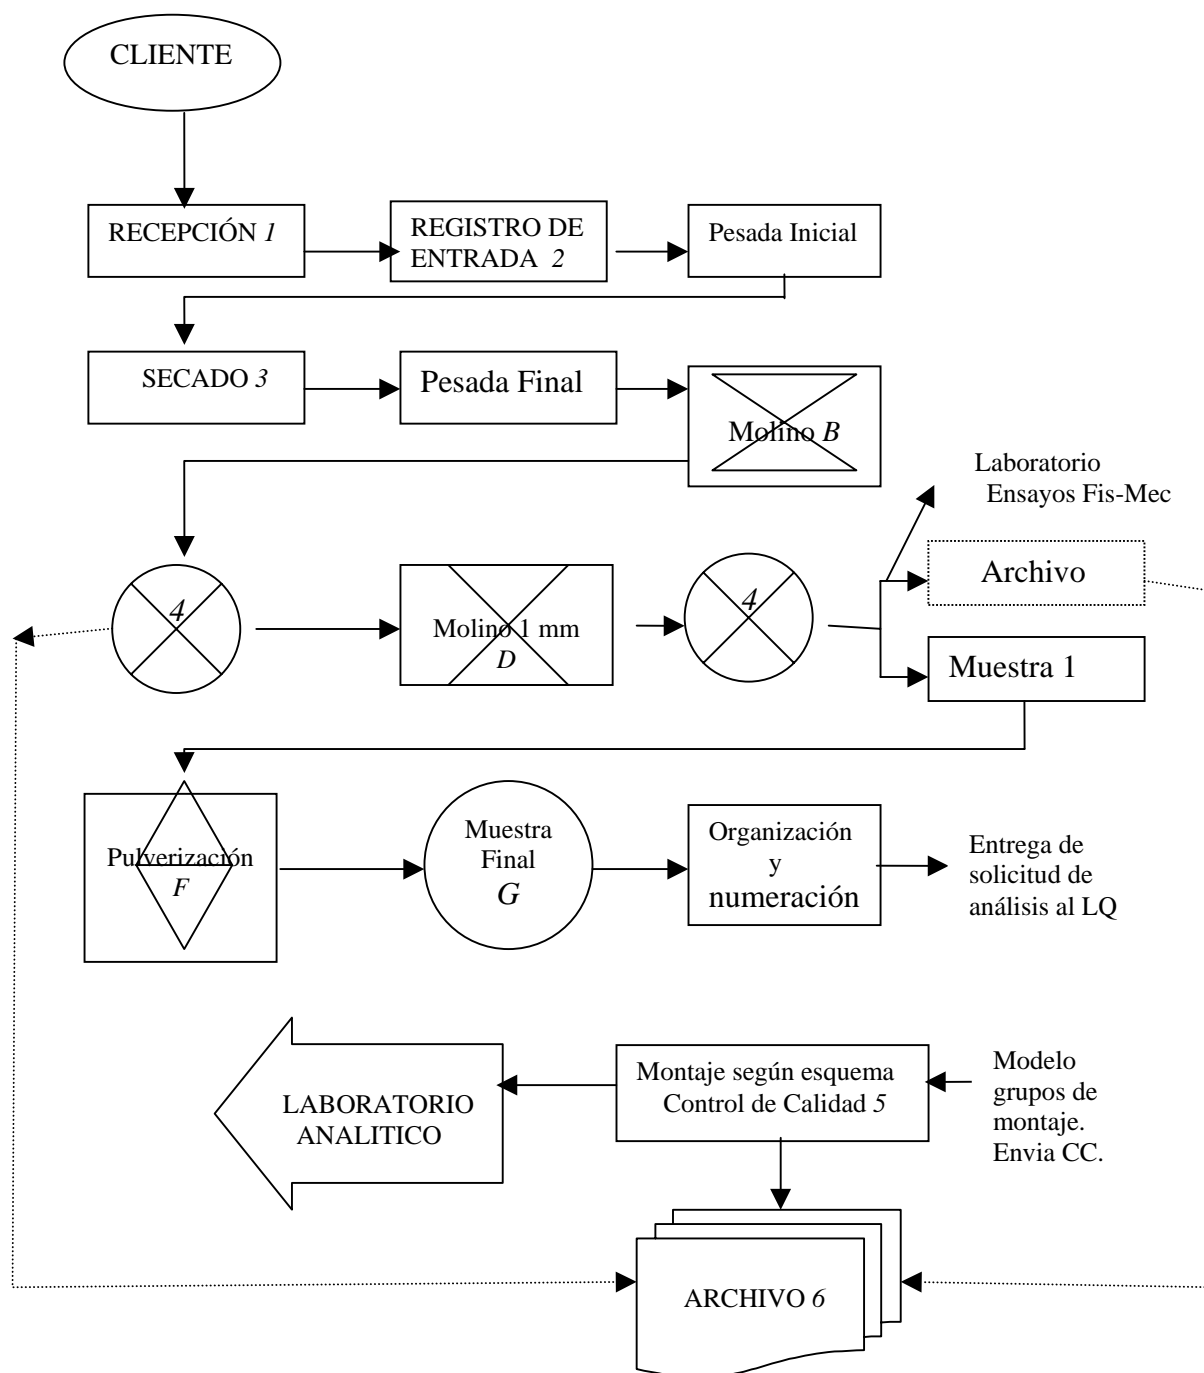 CLIENTE
RECEPCIÓN 1
REGISTRO DE
ENTRADA 2
Pesada Inicial
SECADO 3
Pesada Final
Molino B
Laboratorio
Ensayos Fis-Mec
4
Molino 1 mm
D
4
Archivo
Muestra 1
Pulverización
F
Muestra
Final
G
Organización
y
numeración
Entrega de
solicitud de
análisis al LQ
LABORATORIO
ANALITICO
Montaje según esquema
Control de Calidad 5
Modelo
grupos de
montaje.
Envia CC.
ARCHIVO 6